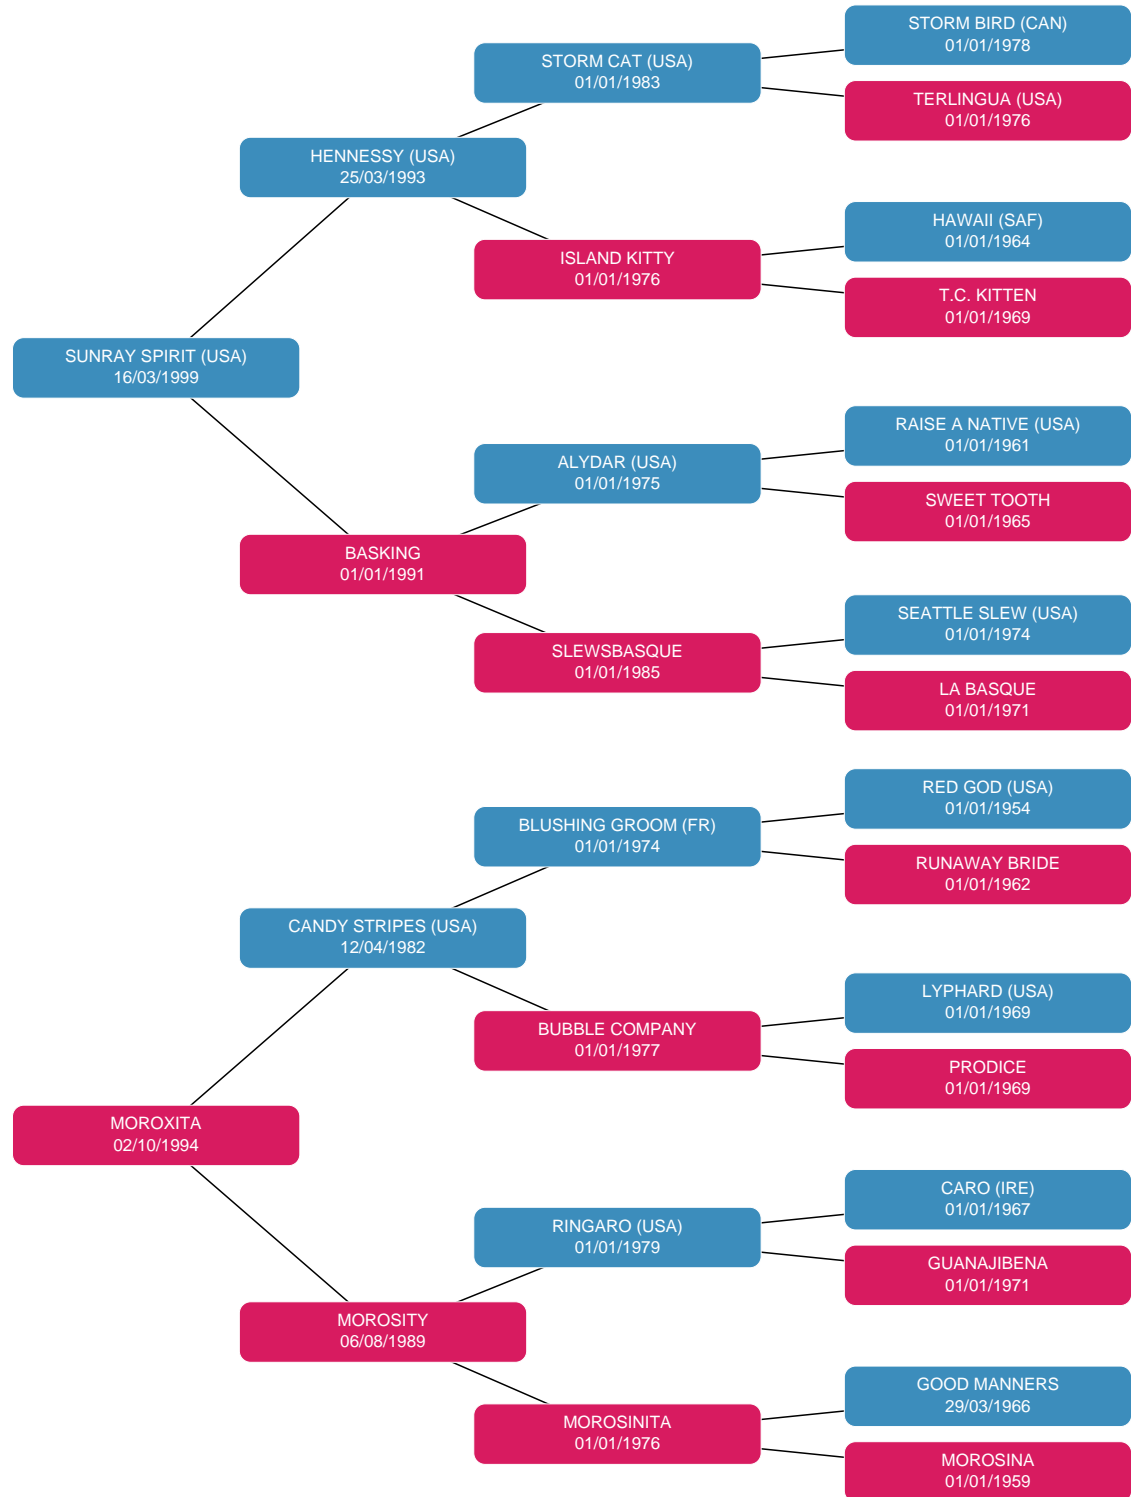 STORM BIRD (CAN)
01/01/1978
STORM CAT (USA)
01/01/1983
TERLINGUA (USA)
01/01/1976
HENNESSY (USA)
25/03/1993
HAWAII (SAF)
01/01/1964
ISLAND KITTY
01/01/1976
T.C. KITTEN
01/01/1969
SUNRAY SPIRIT (USA)
16/03/1999
RAISE A NATIVE (USA)
01/01/1961
ALYDAR (USA)
01/01/1975
SWEET TOOTH
01/01/1965
BASKING
01/01/1991
SEATTLE SLEW (USA)
01/01/1974
SLEWSBASQUE
01/01/1985
LA BASQUE
01/01/1971
RED GOD (USA)
01/01/1954
BLUSHING GROOM (FR)
01/01/1974
RUNAWAY BRIDE
01/01/1962
CANDY STRIPES (USA)
12/04/1982
LYPHARD (USA)
01/01/1969
BUBBLE COMPANY
01/01/1977
PRODICE
01/01/1969
MOROXITA
02/10/1994
CARO (IRE)
01/01/1967
RINGARO (USA)
01/01/1979
GUANAJIBENA
01/01/1971
MOROSITY
06/08/1989
GOOD MANNERS
29/03/1966
MOROSINITA
01/01/1976
MOROSINA
01/01/1959